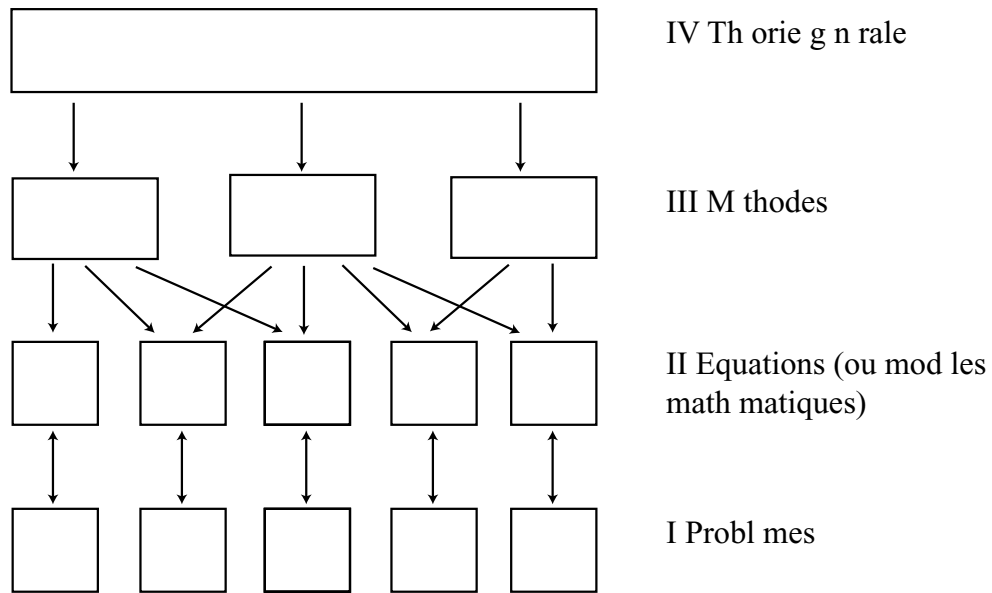 IV Th orie g n rale
III M thodes
II Equations (ou mod les
math matiques)
I Probl mes